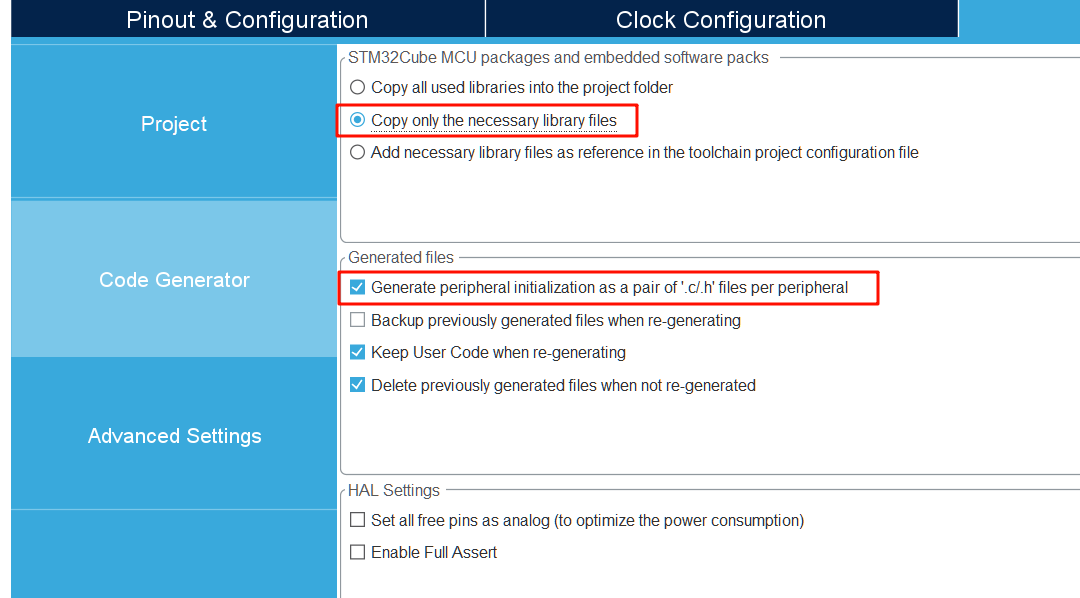 Pinout & Configuration
Clock Configuration
STM32Cube MCU packages and embedded software packs
Copy all used libraries into the project folder
Copy only the necessary library files
Add necessary library files as reference in the toolchain project configuration file
Project
Code Generator
Advanced Settings
Generated files
Generate peripheral initialization as a pair of '.c/.h' files per peripheral
Backup previously generated files when re-generating
Keep User Code when re-generating
Delete previously generated files when not re-generated
HAL Settings
Set all free pins as analog (to optimize the power consumption)
Enable Full Assert